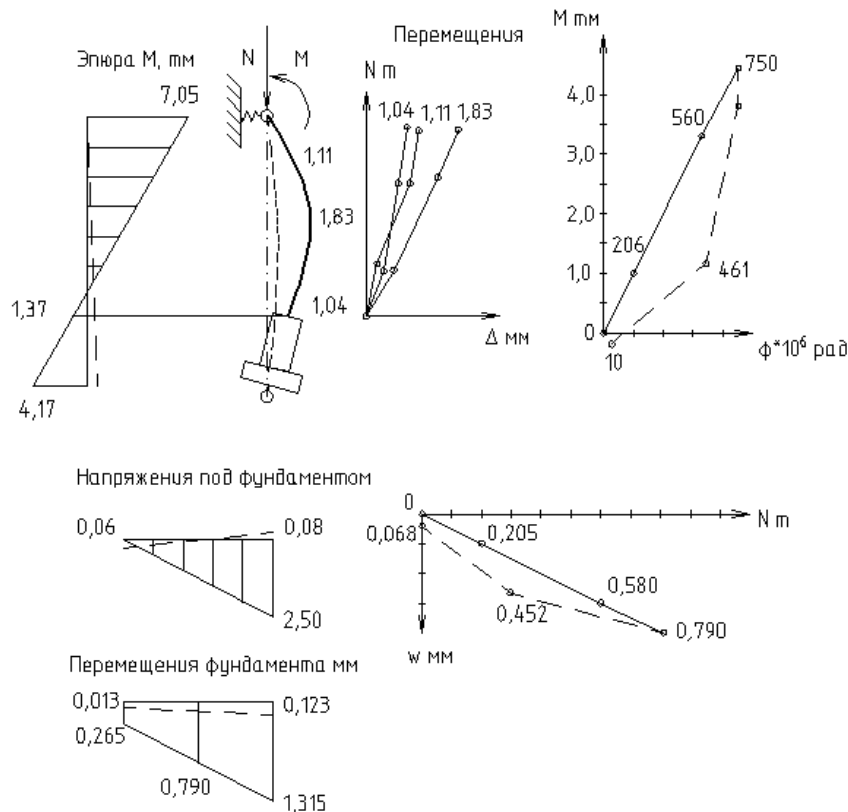 Эпюра М, тм
7,05
1,37
4,17
N
М
1,11
1,83
1,04
Перемещения
N т
1,04
1,11
1,83
Δ мм
М тм
750
4,0
560
3,0
2,0
206
1,0
461
0
10
ф*10⁶ рад
Напряжения под фундаментом
0,06
0,08
2,50
0
N т
0,068
0,205
0,580
0,452
0,790
w мм
Перемещения фундамента мм
0,013
0,123
0,265
0,790
1,315